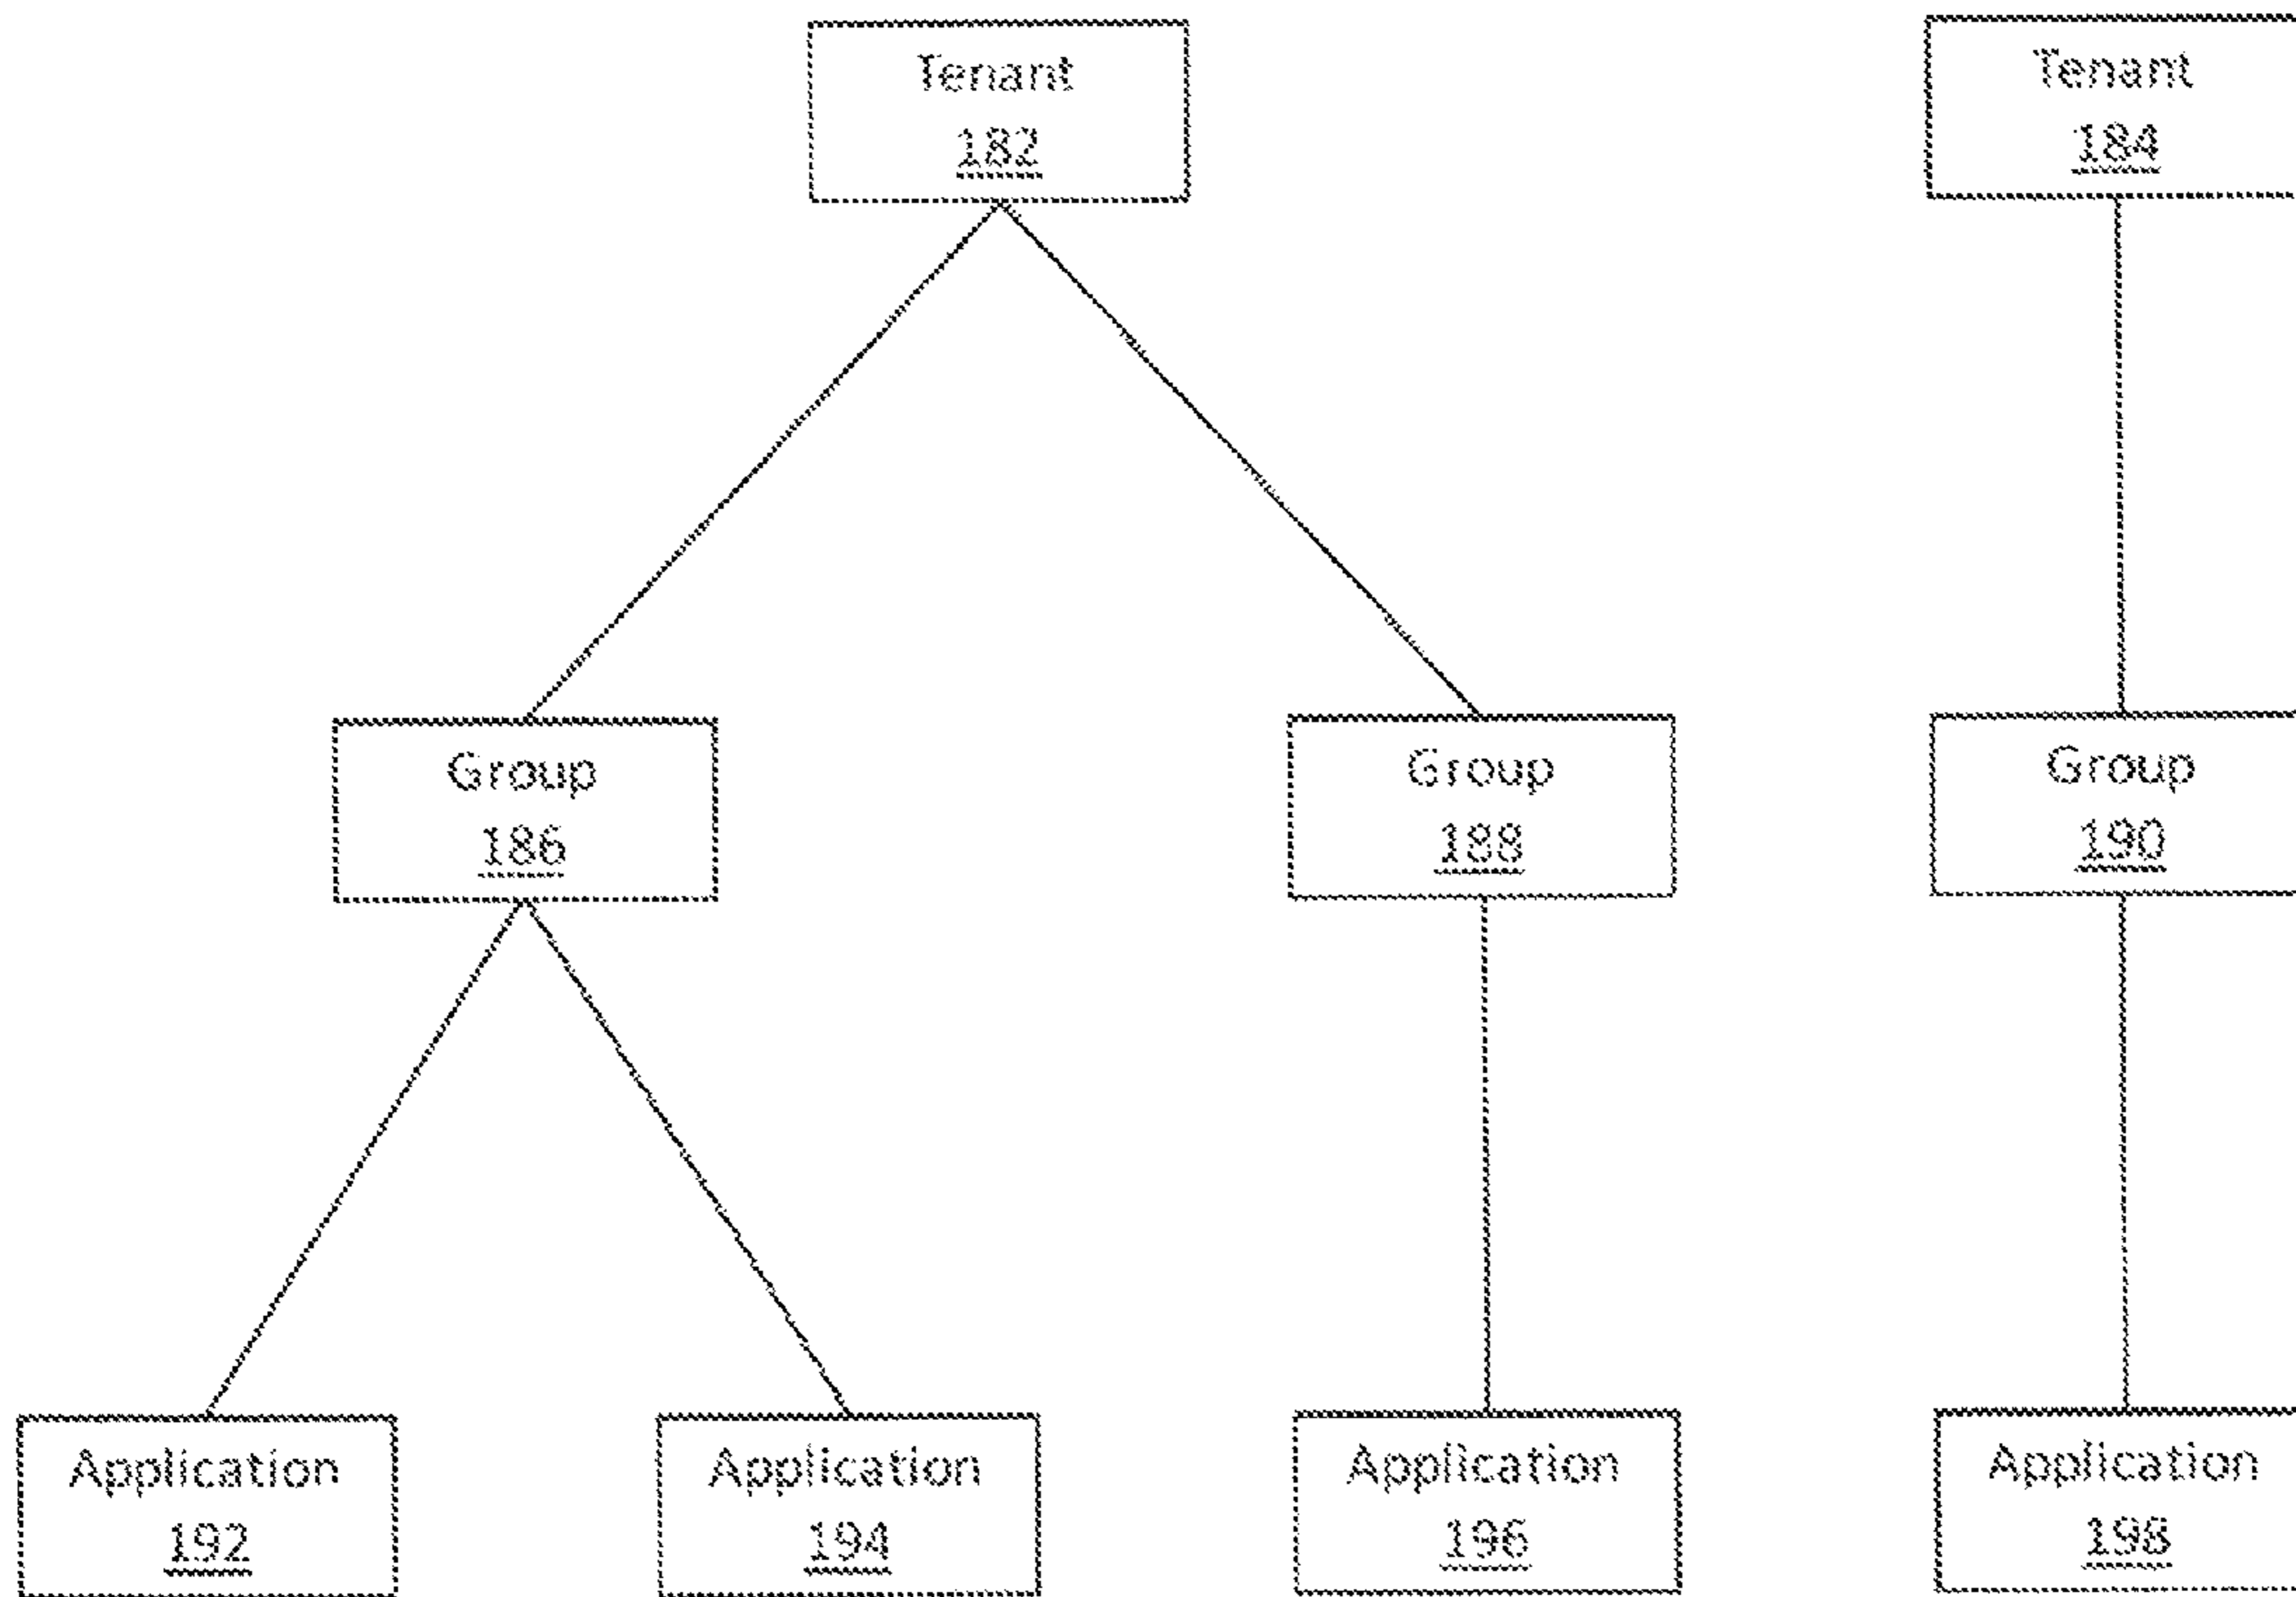 Tenant
182
Tenant
184
Group
186
Group
188
Group
190
Application
192
Application
194
Application
196
Application
198